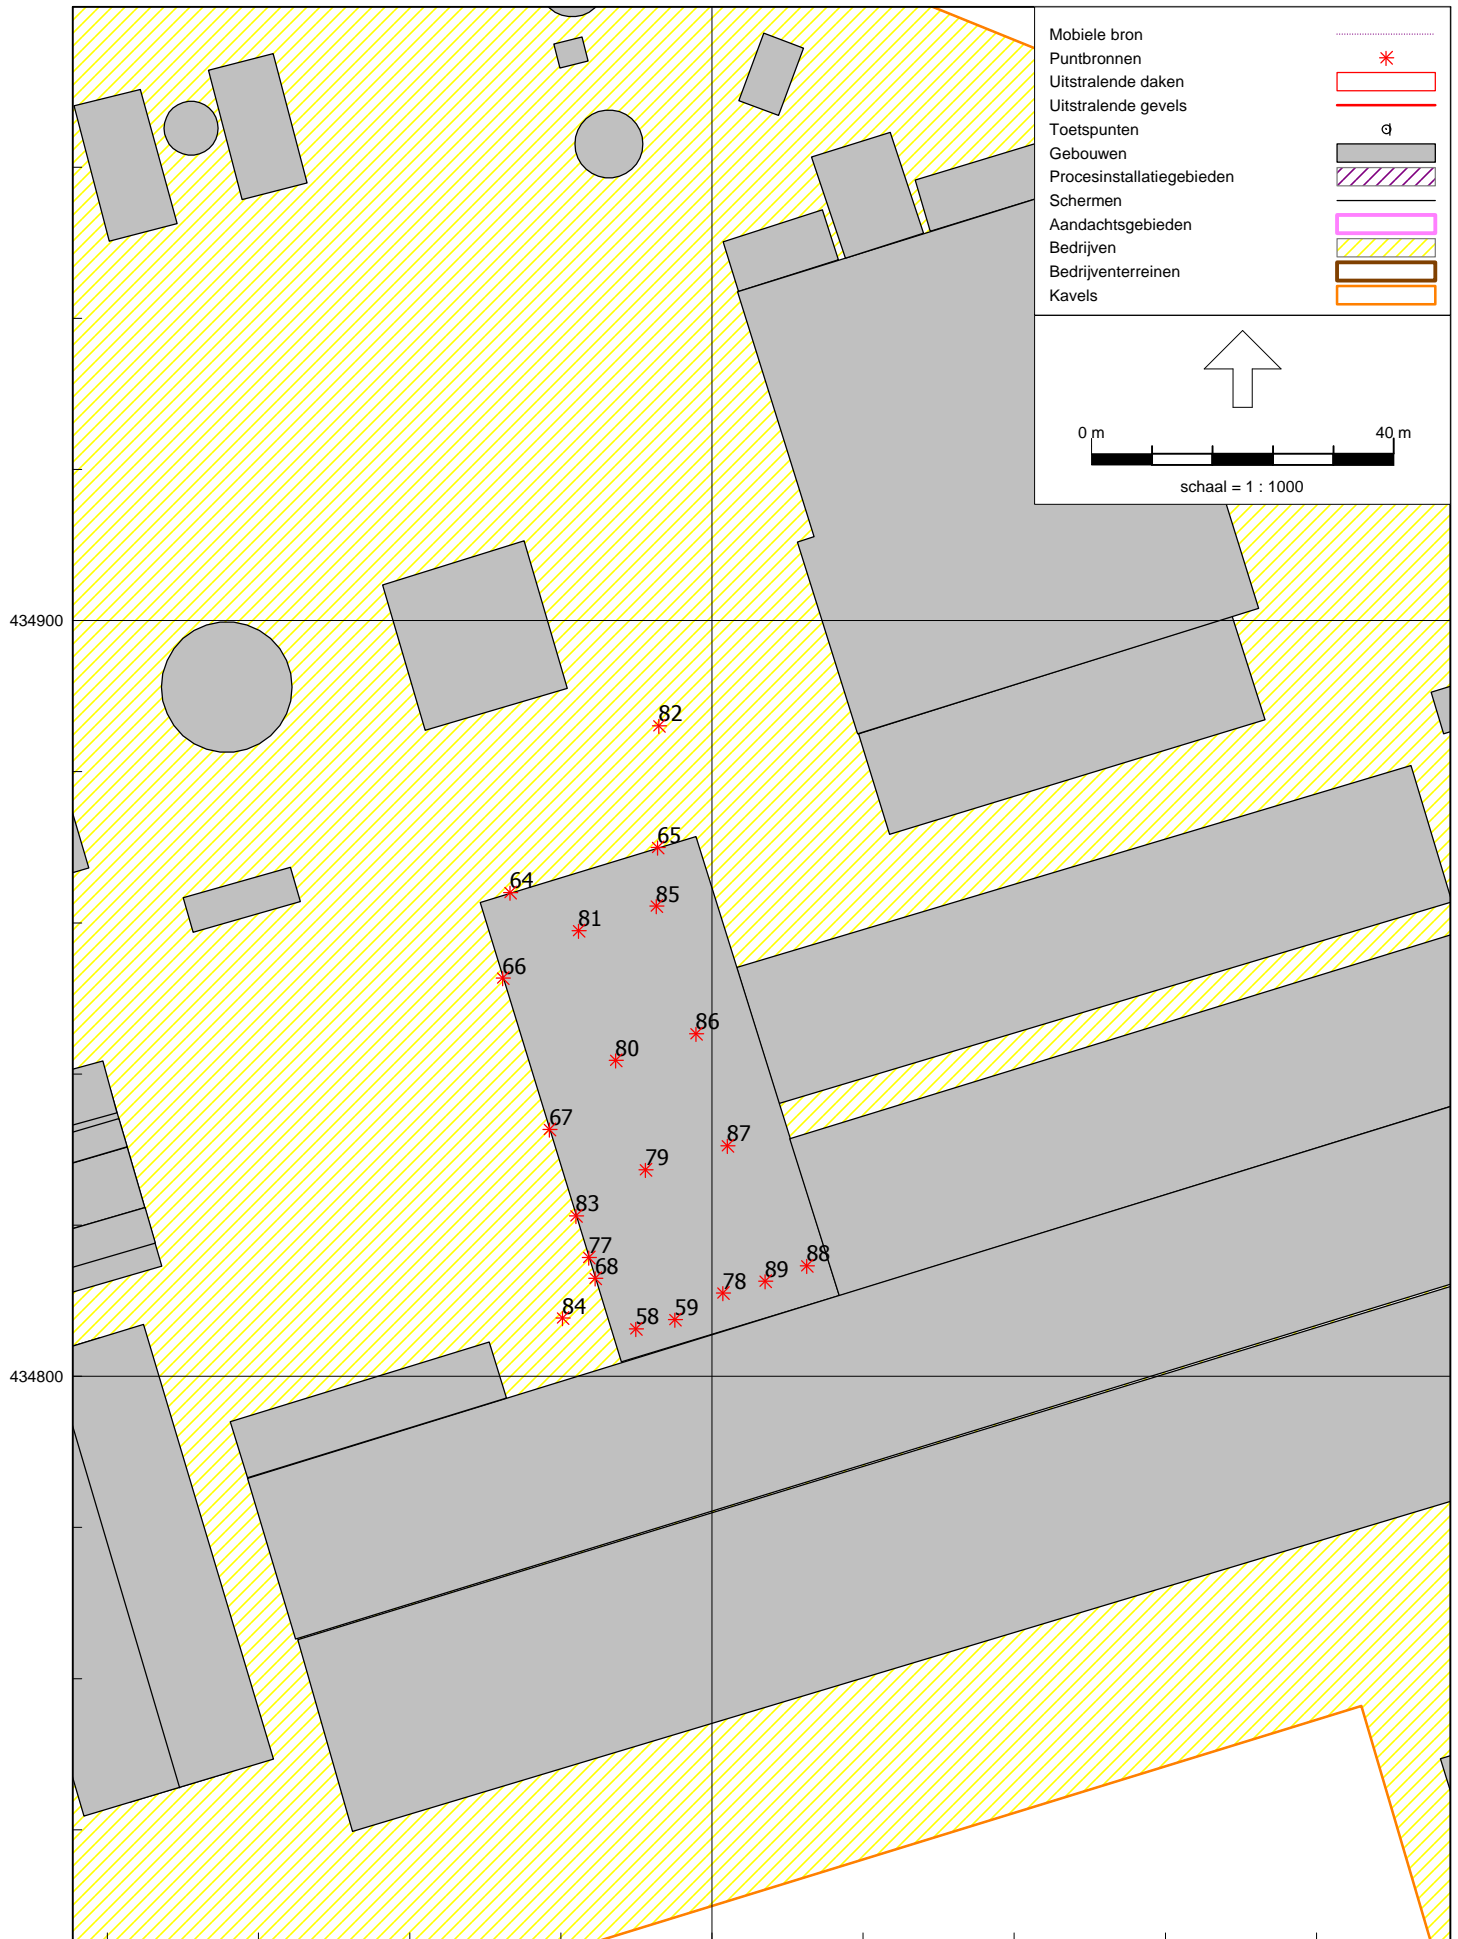 Mobiele bron
Puntbronnen
Uitstralende daken
Uitstralende gevels
Toetspunten
Gebouwen
Procesinstallatiegebieden
Schermen
Aandachtsgebieden
Bedrijven
Bedrijventerreinen
Kavels
0 m 40 m
schaal = 1 : 1000
434900
82
65
64
85
81
66
86
80
67
87
79
83
77
88
68
89
78
84
59
58
434800